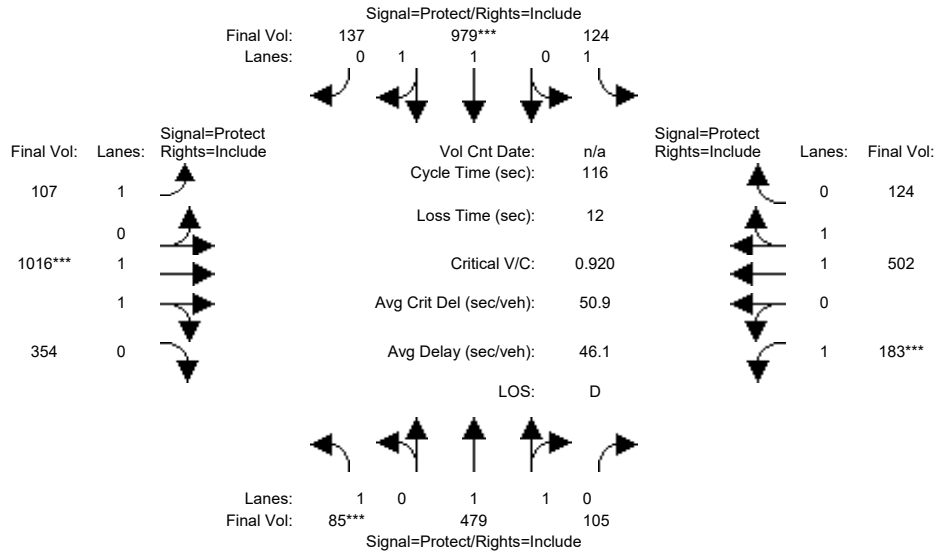 Signal=Protect/Rights=Include
Final Vol: 137 979*** 124
Lanes: 0 1 1 0 1
Signal=Protect Signal=Protect
Final Vol: Lanes: Rights=Include Vol Cnt Date: n/a Rights=Include Lanes: Final Vol:
Cycle Time (sec): 116
107 1 0 124
Loss Time (sec): 12
0 1
1016*** 1 Critical V/C: 0.920 1 502
1 Avg Crit Del (sec/veh): 50.9 0
354 0 Avg Delay (sec/veh): 46.1 1 183***
LOS: D
Lanes: 1 0 1 1 0
Final Vol: 85*** 479 105
Signal=Protect/Rights=Include